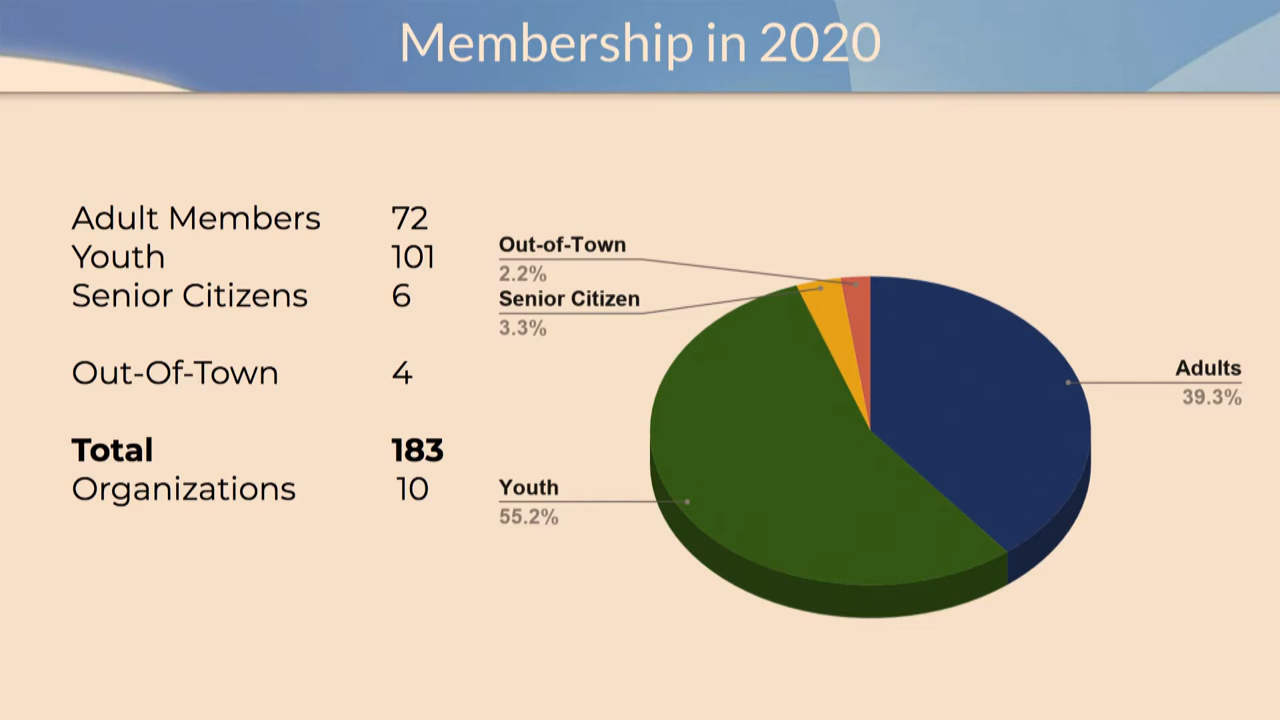 Membership in 2020
Adult Members 72
Youth 101
Senior Citizens 6
Out-Of-Town 4
Total 183
Organizations 10
Out-of-Town
2.2%
Senior Citizen
3.3%
Youth
55.2%
Adults
39.3%